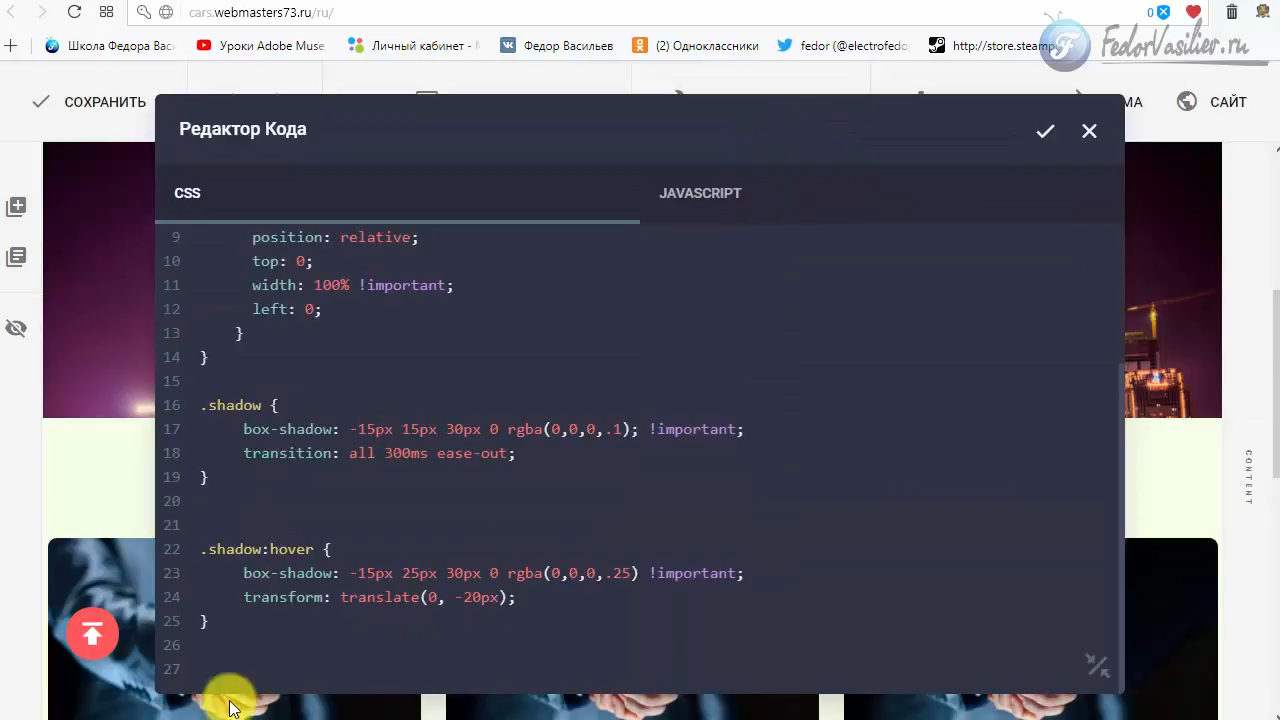 cars.webmasters73.ru/ru/
0
Школа Федора Вас
Уроки Adobe Muse
Личный кабинет -
Федор Васильев
(2) Одноклассники
fedor (@electrofedo
http://store.steamp
FedorVasiliev.ru
СОХРАНИТЬ
МА
САЙТ
Редактор Кода
CSS
JAVASCRIPT
9 position: relative;
10 top: 0;
11 width: 100% !important;
12 left: 0;
13 }
14 }
15
16 .shadow {
17 box-shadow: -15px 15px 30px 0 rgba(0,0,0,.1); !important;
18 transition: all 300ms ease-out;
19 }
20
21
22 .shadow:hover {
23 box-shadow: -15px 25px 30px 0 rgba(0,0,0,.25) !important;
24 transform: translate(0, -20px);
25 }
26
27
CONTENT